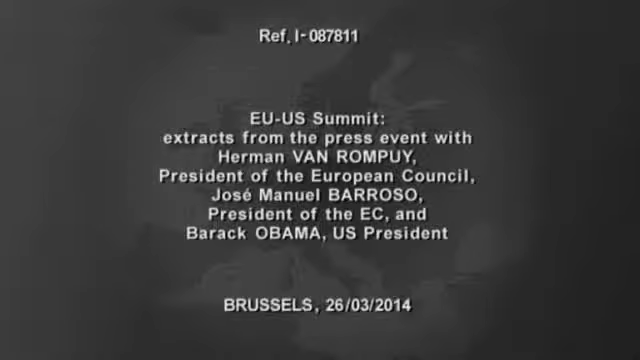 Ref. I-087811
EU-US Summit:
extracts from the press event with
Herman VAN ROMPUY,
President of the European Council,
José Manuel BARROSO,
President of the EC, and
Barack OBAMA, US President
BRUSSELS, 26/03/2014